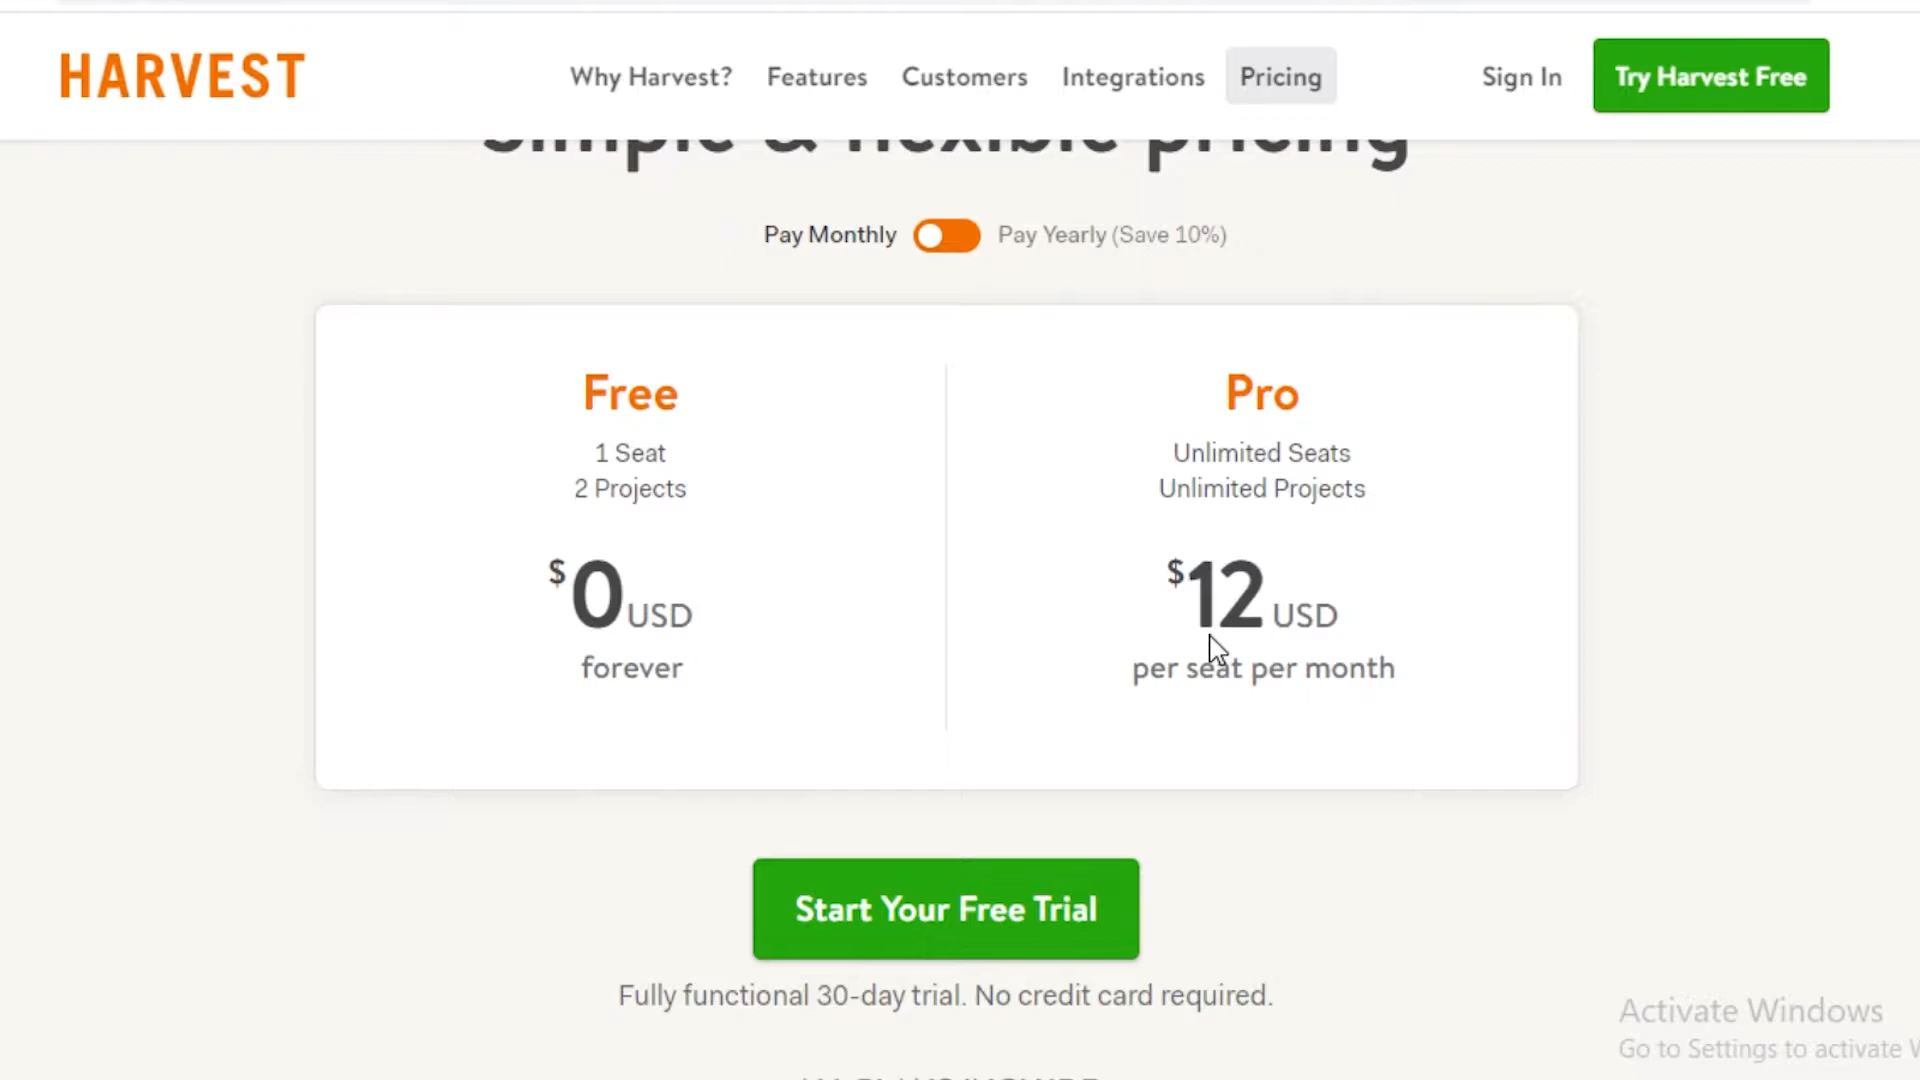 HARVEST
Why Harvest? Features Customers Integrations Pricing Sign In Try Harvest Free
Simple & flexible pricing
Pay Monthly Pay Yearly (Save 10%)
Free
1 Seat
2 Projects
$0 USD
forever
Pro
Unlimited Seats
Unlimited Projects
$12 USD
per seat per month
Start Your Free Trial
Fully functional 30-day trial. No credit card required.
Activate Windows
Go to Settings to activate W